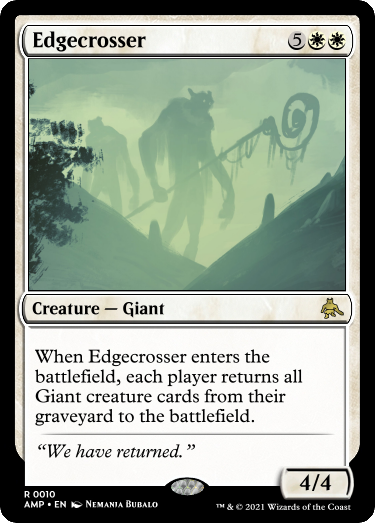 Edgecrosser 5
Creature — Giant
When Edgecrosser enters the
battlefield, each player returns all
Giant creature cards from their
graveyard to the battlefield.
“We have returned.”
4/4
R 0010
AMP • EN Nemania Bubalo
™ & © 2021 Wizards of the Coast